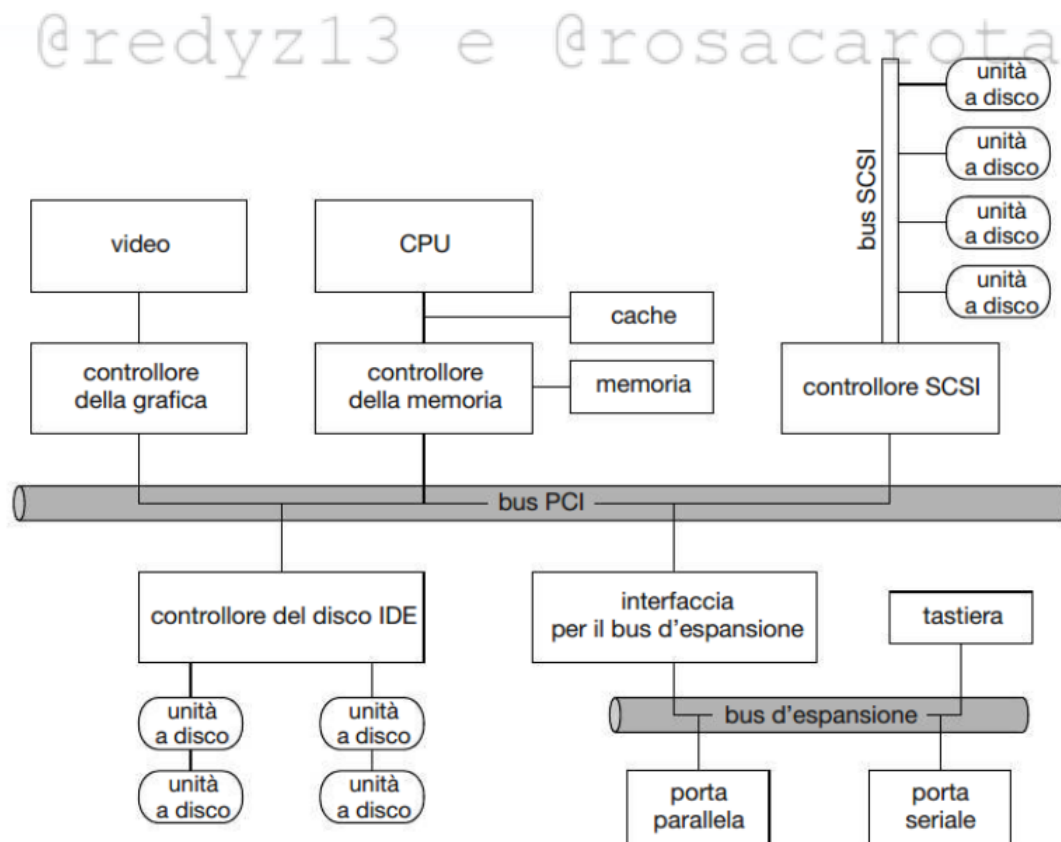 @redyz13 e @rosacarota
unità
a disco
unità
a disco
unità
a disco
unità
a disco
bus SCSI
video
CPU
cache
controllore
della grafica
controllore
della memoria
memoria
controllore SCSI
bus PCI
controllore del disco IDE
interfaccia
per il bus d'espansione
tastiera
unità
a disco
unità
a disco
unità
a disco
unità
a disco
bus d'espansione
porta
parallela
porta
seriale